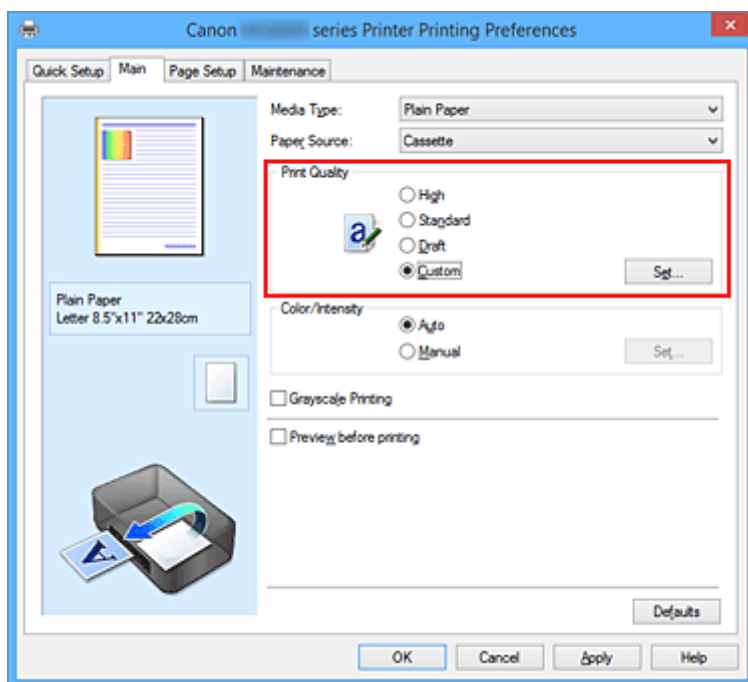 Canon series Printer Printing Preferences
Quick Setup Main Page Setup Maintenance
Media Type: Plain Paper
Paper Source: Cassette
Print Quality
High
Standard
a
Draft
Custom Set...
Plain Paper
Letter 8.5"x11" 22x28cm
Color/Intensity
Auto
Manual Set...
Grayscale Printing
Preview before printing
A
Defaults
OK Cancel Apply Help